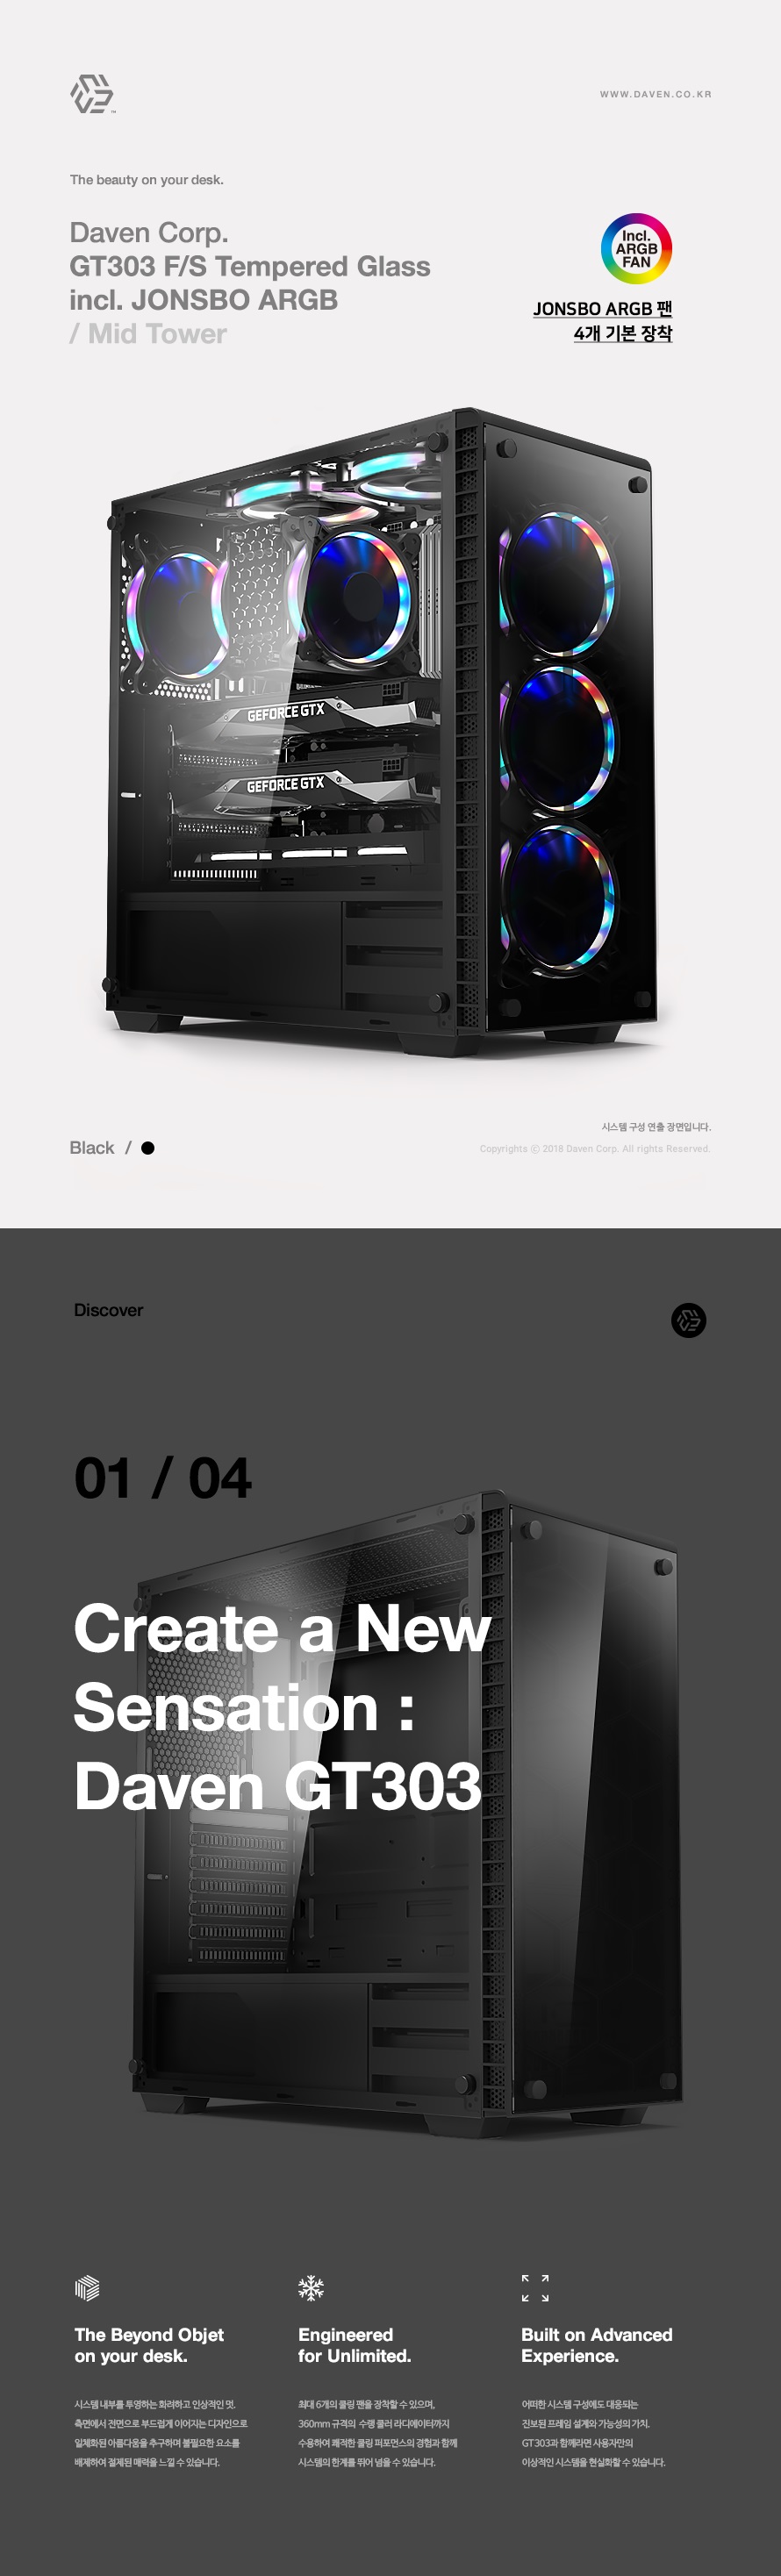 WWW.DAVEN.CO.KR
The beauty on your desk.
Daven Corp.
GT303 F/S Tempered Glass
incl. JONSBO ARGB
/ Mid Tower
Incl.
ARGB
FAN
JONSBO ARGB 팬
4개 기본 장착
GEFORCE GTX
GEFORCE GTX
시스템 구성 연출 장면입니다.
Black / 
Copyrights ⓒ 2018 Daven Corp. All rights Reserved.
Discover
01 / 04
Create a New
Sensation :
Daven GT303
The Beyond Objet
on your desk.
시스템 내부를 투영하는 화려하고 인상적인 멋.
측면에서 전면으로 부드럽게 이어지는 디자인으로
일체화된 아름다움을 추구하며 불필요한 요소를
배제하여 절제된 매력을 느낄 수 있습니다.
Engineered
for Unlimited.
최대 6개의 쿨링 팬을 장착할 수 있으며,
360mm 규격의 수랭 쿨러 라디에이터까지
수용하여 쾌적한 쿨링 퍼포먼스의 경험과 함께
시스템의 한계를 뛰어 넘을 수 있습니다.
Built on Advanced
Experience.
어떠한 시스템 구성에도 대응되는
진보된 프레임 설계와 가능성의 가치.
GT303과 함께라면 사용자만의
이상적인 시스템을 현실화할 수 있습니다.